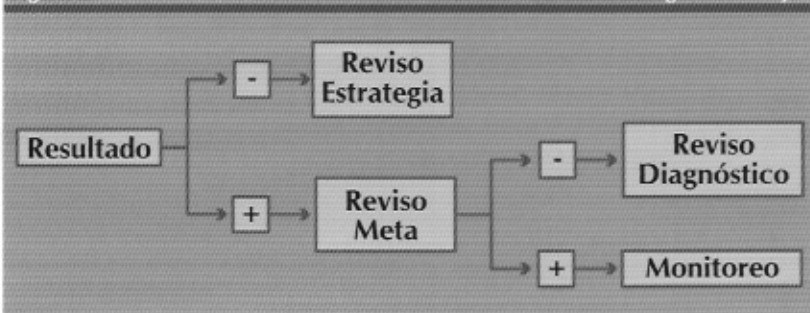 -
Reviso
Estrategia
Resultado
-
Reviso
Diagnóstico
+
Reviso
Meta
+
Monitoreo